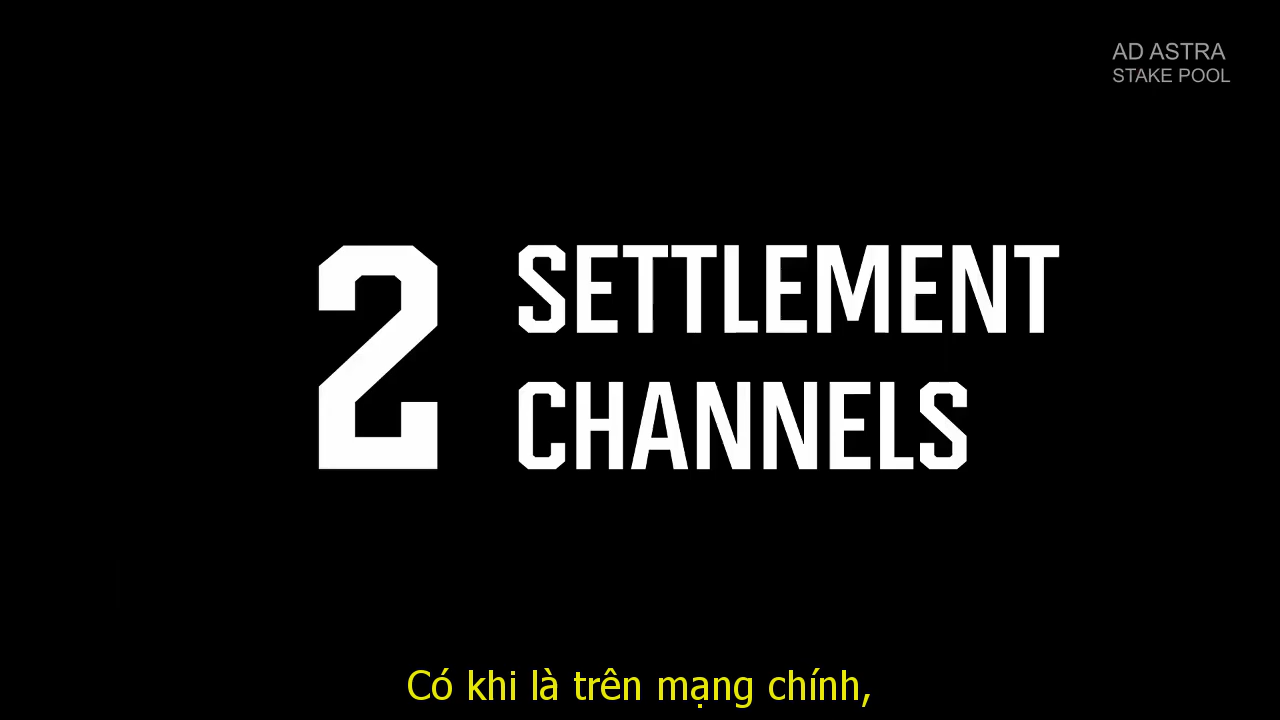 AD ASTRA
STAKE POOL
2 SETTLEMENT
CHANNELS
Có khi là trên mạng chính,